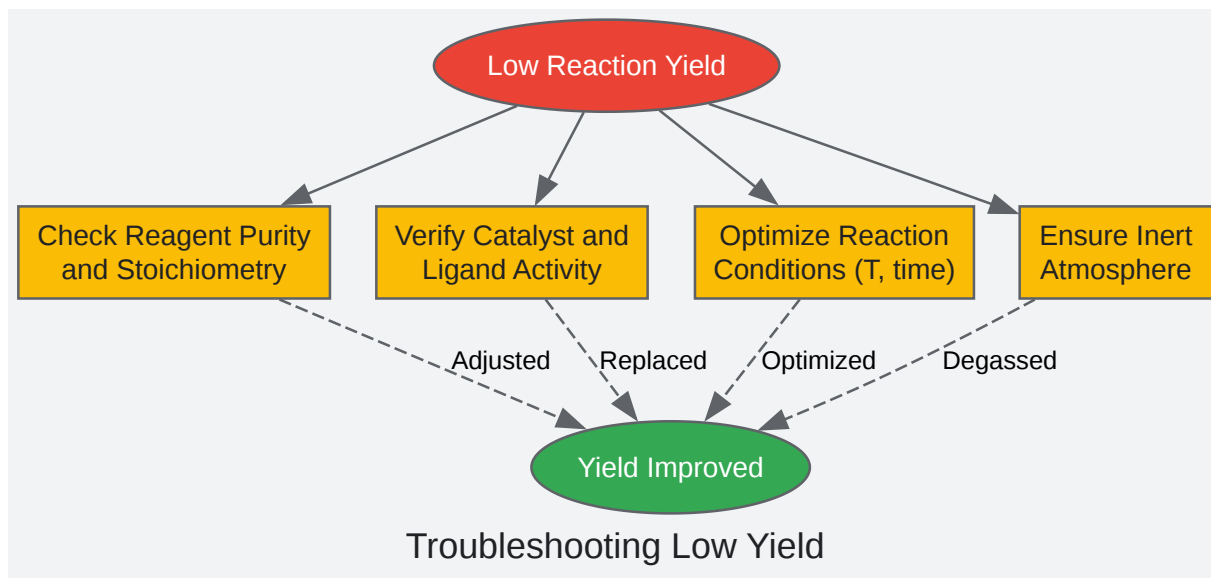 Low Reaction Yield
Check Reagent Purity
and Stoichiometry
Verify Catalyst and
Ligand Activity
Optimize Reaction
Conditions (T, time)
Ensure Inert
Atmosphere
Adjusted
Replaced
Optimized
Degassed
Yield Improved
Troubleshooting Low Yield